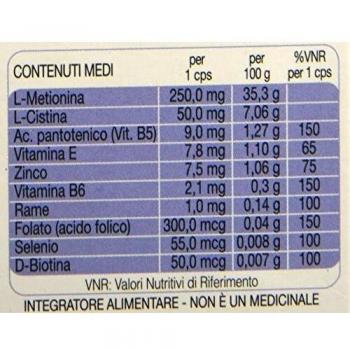 CONTENUTI MEDI per 1 cps per 100 g %VNR per 1 cps
L-Metionina 250,0 mg 35,3 g
L-Cistina 50,0 mg 7,06 g
Ac. pantotenico (Vit. B5) 9,0 mg 1,27 g 150
Vitamina E 7,8 mg 1,10 g 65
Zinco 7,5 mg 1,06 g 75
Vitamina B6 2,1 mg 0,3 g 150
Rame 1,0 mg 0,14 g 100
Folato (acido folico) 300,0 mcg 0,04 g 150
Selenio 55,0 mcg 0,008 g 100
D-Biotina 50,0 mcg 0,007 g 100
VNR: Valori Nutritivi di Riferimento
INTEGRATORE ALIMENTARE - NON È UN MEDICINALE